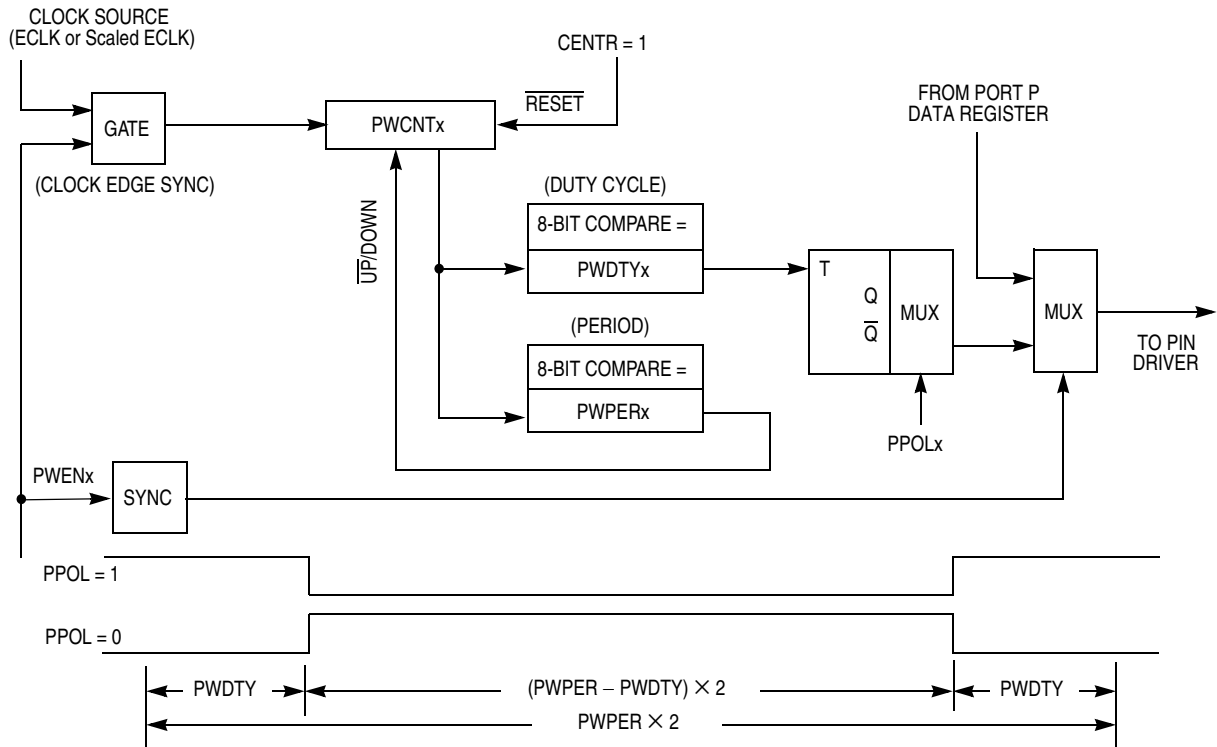 CLOCK SOURCE
(ECLK or Scaled ECLK)
CENTR = 1
RESET
FROM PORT P
DATA REGISTER
GATE
PWCNTx
(CLOCK EDGE SYNC)
UP/DOWN
(DUTY CYCLE)
8-BIT COMPARE =
PWDTYx
T
Q
Q
MUX
MUX
TO PIN
DRIVER
(PERIOD)
8-BIT COMPARE =
PWPERx
PPOLx
PWENx
SYNC
PPOL = 1
PPOL = 0
PWDTY
(PWPER – PWDTY) × 2
PWDTY
PWPER × 2